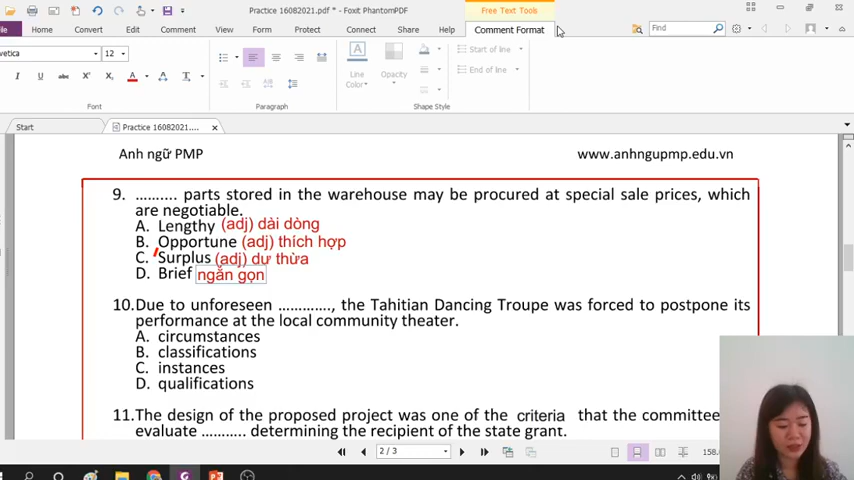 Practice 16082021.pdf * - Foxit PhantomPDF
Free Text Tools
Home Convert Edit Organize Comment View Form Protect Share Connect Accessibility Help Comment Format
Find
vetica 12
Line Color
Opacity
Start of line
End of line
Font Paragraph Shape Style
Start Practice 16082021....
Anh ngữ PMP www.anhngupmp.edu.vn
9. .......... parts stored in the warehouse may be procured at special sale prices, which
are negotiable.
A. Lengthy (adj) dài dòng
B. Opportune (adj) thích hợp
C. Surplus (adj) dư thừa
D. Brief ngắn gọn
10.Due to unforeseen ............., the Tahitian Dancing Troupe was forced to postpone its
performance at the local community theater.
A. circumstances
B. classifications
C. instances
D. qualifications
11.The design of the proposed project was one of the criteria that the committee
evaluate ........... determining the recipient of the state grant.
2 / 3
158.